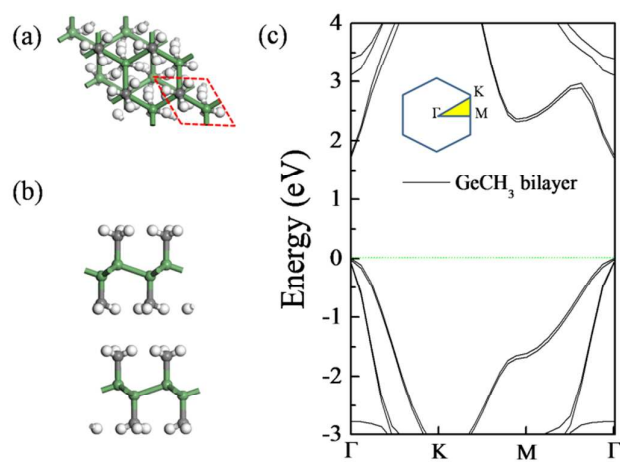 (a)
(b)
(c)
Energy (eV)
4
3
2
1
0
-1
-2
-3
K
Γ
M
GeCH₃ bilayer
Γ K M Γ